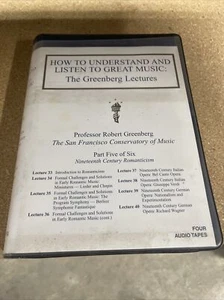 HOW TO UNDERSTAND AND
LISTEN TO GREAT MUSIC:
The Greenberg Lectures
Professor Robert Greenberg
The San Francisco Conservatory of Music
Part Five of Six
Nineteenth Century Romanticism
Lecture 33 Introduction to Romanticism
Lecture 34 Formal Challenges and Solutions
in Early Romantic Music:
Miniatures — Lieder and Chopin
Lecture 35 Formal Challenges and Solutions
in Early Romantic Music: The
Program Symphony — Berlioz
Symphonie Fantastique
Lecture 36 Formal Challenges and Solutions
in Early Romantic Music (cont.)
Lecture 37 Nineteenth Century Italian
Opera: Bel Canto Opera
Lecture 38 Nineteenth Century Italian
Opera: Giuseppe Verdi
Lecture 39 Nineteenth Century German
Opera: Nationalism and
Experimentation
Lecture 40 Nineteenth Century German
Opera: Richard Wagner
FOUR
AUDIO TAPES